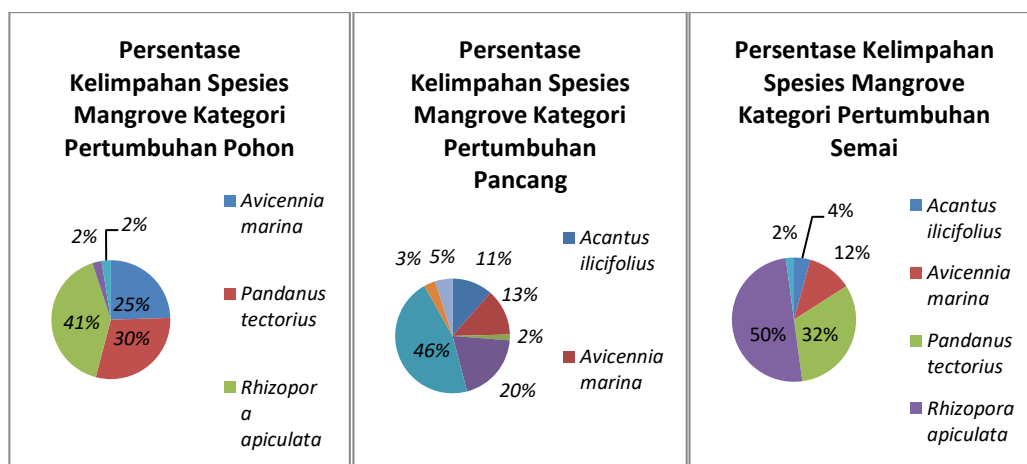 Persentase
Kelimpahan Spesies
Mangrove Kategori
Pertumbuhan Pohon
2%
2%
25%
41%
30%
Avicennia
marina
Pandanus
tectorius
Rhizopor
a
apiculata
Persentase
Kelimpahan Spesies
Mangrove Kategori
Pertumbuhan
Pancang
3%
5%
11%
13%
2%
46%
20%
Acantus
ilicifolius
Avicennia
marina
Persentase Kelimpahan
Spesies Mangrove
Kategori Pertumbuhan
Semai
2%
4%
12%
50%
32%
Acantus
ilicifolius
Avicennia
marina
Pandanus
tectorius
Rhizopora
apiculata